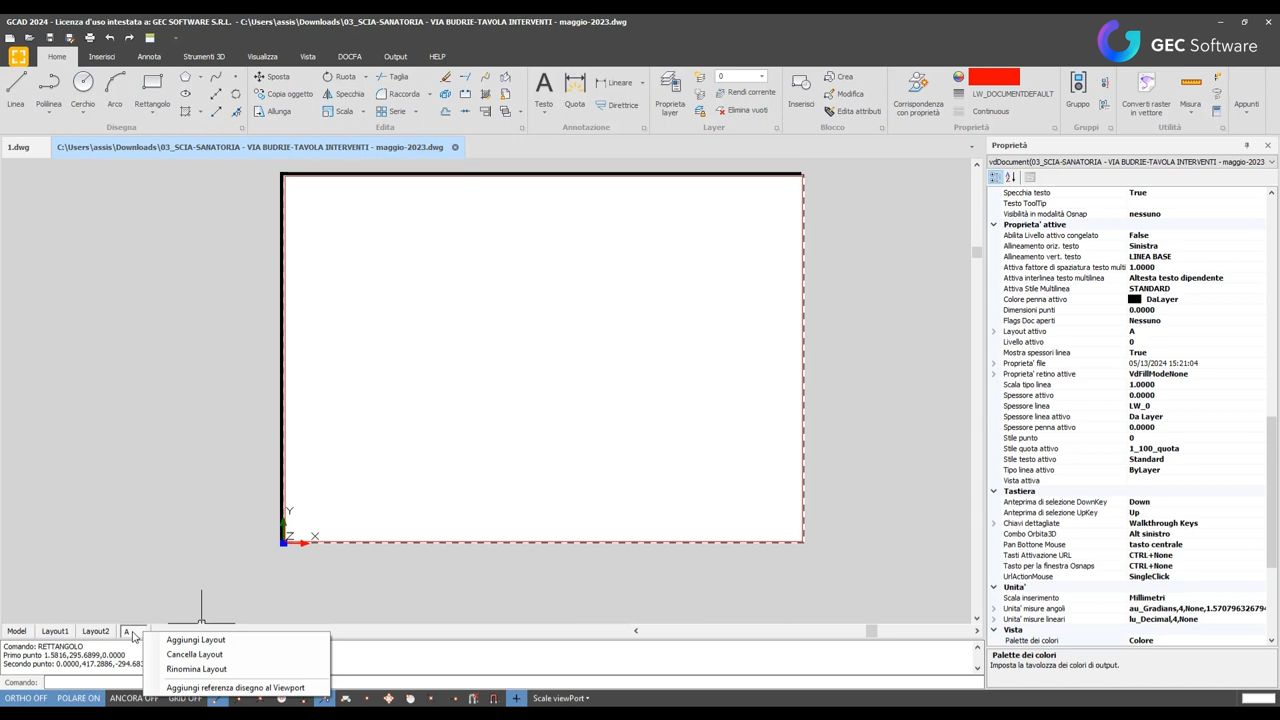 GCAD 2024 - Licenza d'uso intestata a: GEC SOFTWARE S.R.L. - C:\Users\assis\Downloads\03_SCIA-SANATORIA - VIA BUDRIE-TAVOLA INTERVENTI - maggio-2023.dwg
GEC Software
Home Inserisci Annota Strumenti 3D Visualizza Vista DOCFA Output HELP
Linea Polilinea Cerchio Arco Rettangolo
Sposta Ruota Taglia
Copia oggetto Specchia Raccorda
Allunga Scala Serie
Testo Quota Lineare
Direttrice
Proprietà layer
0
Rendi corrente
Elimina vuoti
Inserisci Crea
Modifica
Edita attributi
Corrispondenza con proprietà
LW_DOCUMENTDEFAULT
Continuous
Gruppo
Converti raster in vettore
Misura
Appunti
Disegna Edita Annotazione Layer Blocco Proprietà Gruppi Utilità
1.dwg C:\Users\assis\Downloads\03_SCIA-SANATORIA - VIA BUDRIE-TAVOLA INTERVENTI - maggio-2023.dwg
Proprietà
vdDocument(03_SCIA-SANATORIA - VIA BUDRIE-TAVOLA INTERVENTI - maggio-2023
Specchia testo True
Testo ToolTip
Visibilità in modalità Osnap nessuno
Proprieta' attive
Abilita Livello attivo congelato False
Allineamento oriz. testo Sinistra
Allineamento vert. testo LINEA BASE
Attiva fattore di spaziatura testo multi 1.0000
Attiva interlinea testo multilinea Altesta testo dipendente
Attiva Stile Multilinea STANDARD
Colore penna attivo DaLayer
Dimensioni punti 0.0000
Flags Doc aperti Nessuno
Layout attivo A
Livello attivo 0
Mostra spessori linea True
Proprieta' file 05/13/2024 15:21:04
Proprieta' retino attive VdFillModeNone
Scala tipo linea 1.0000
Spessore attivo 0.0000
Spessore linea LW_0
Spessore linea attivo Da Layer
Spessore penna attivo 0.0000
Stile punto 0
Stile quota attivo 1_100_quota
Stile testo attivo Standard
Tipo linea attivo ByLayer
Vista attiva
Tastiera
Anteprima di selezione DownKey Down
Anteprima di selezione UpKey Up
Chiavi dettagliate Walkthrough Keys
Combo Orbita3D Alt sinistro
Pan Bottone Mouse tasto centrale
Tasti Attivazione URL CTRL+None
Tasto per la finestra Osnaps CTRL+None
UrlActionMouse SingleClick
Unita'
Scala inserimento Millimetri
Unita' misure angoli au_Gradians,4,None,1.570796326794
Unita' misure lineari lu_Decimal,4,None
Vista
Palette dei colori Colore
Palette dei colori
Imposta la tavolozza dei colori di output.
Y
Z X
Model Layout1 Layout2 A
Aggiungi Layout
Cancella Layout
Rinomina Layout
Aggiungi referenza disegno al Viewport
Comando: RETTANGOLO
Primo punto 1.5816,295.6899,0.0000
Secondo punto: 0.0000,417.2886,-294.683
Comando:
ORTHO OFF POLARE ON ANCORA OFF GRID OFF Scale viewPort